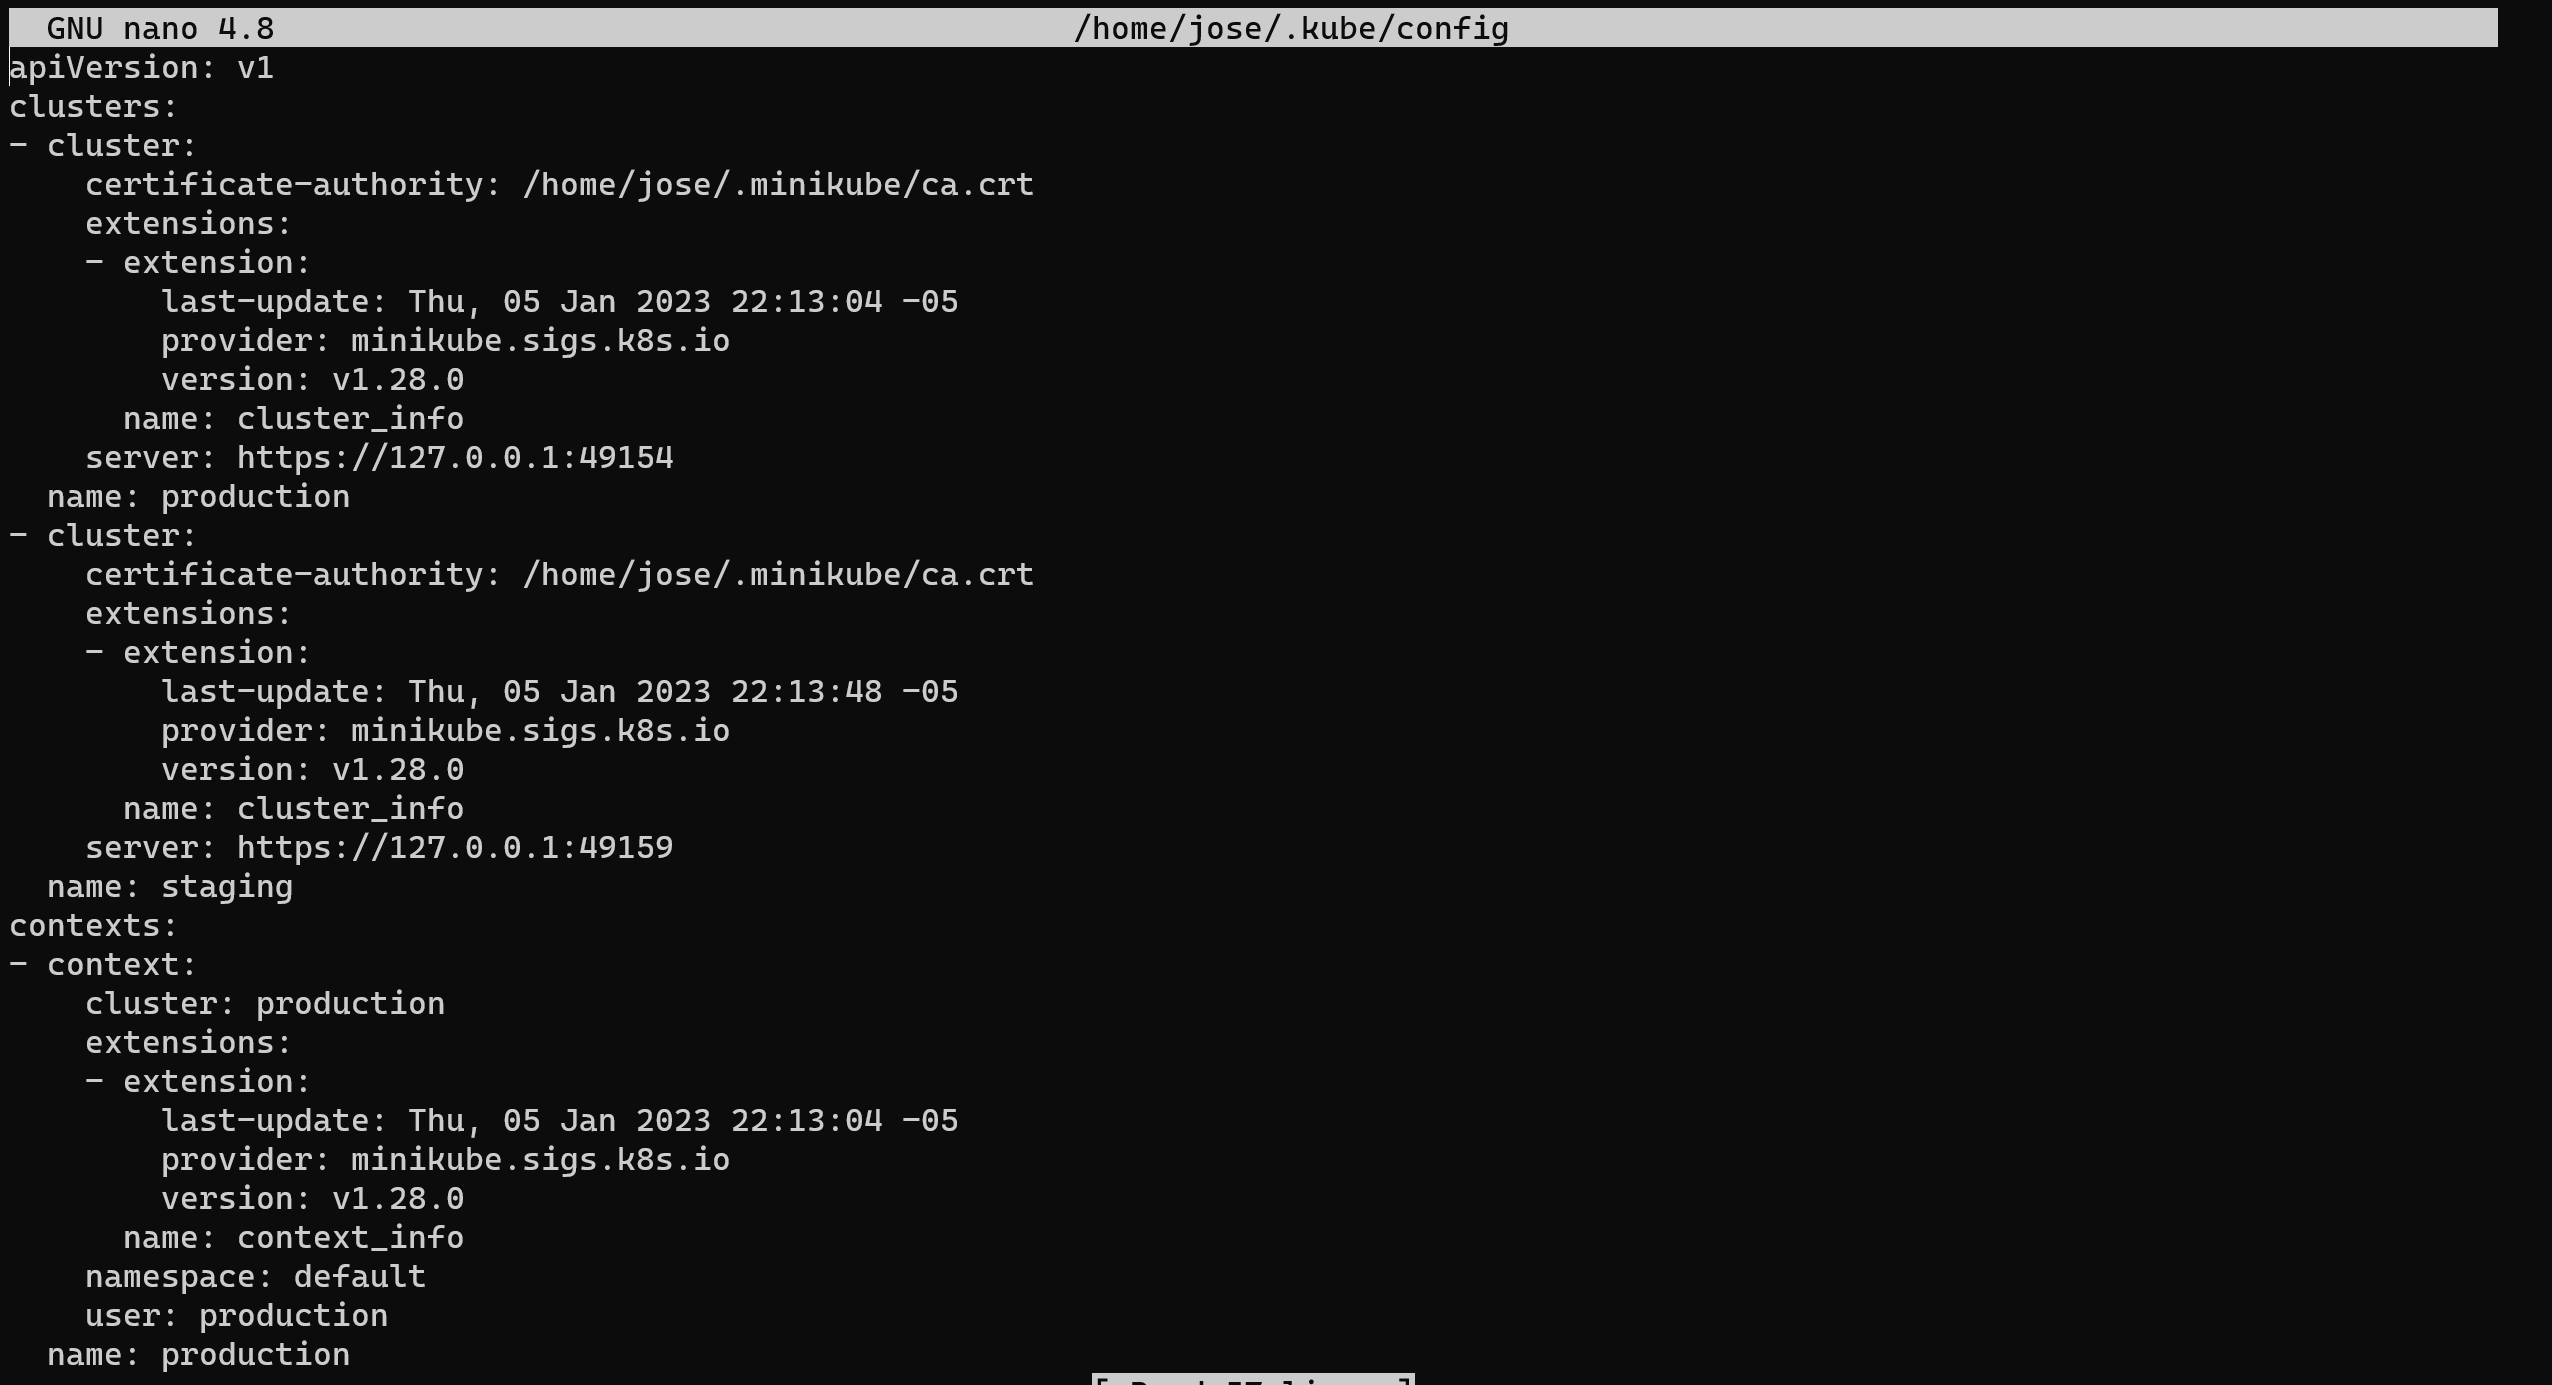 GNU nano 4.8 /home/jose/.kube/config
apiVersion: v1
clusters:
- cluster:
    certificate-authority: /home/jose/.minikube/ca.crt
    extensions:
    - extension:
        last-update: Thu, 05 Jan 2023 22:13:04 -05
        provider: minikube.sigs.k8s.io
        version: v1.28.0
      name: cluster_info
    server: https://127.0.0.1:49154
  name: production
- cluster:
    certificate-authority: /home/jose/.minikube/ca.crt
    extensions:
    - extension:
        last-update: Thu, 05 Jan 2023 22:13:48 -05
        provider: minikube.sigs.k8s.io
        version: v1.28.0
      name: cluster_info
    server: https://127.0.0.1:49159
  name: staging
contexts:
- context:
    cluster: production
    extensions:
    - extension:
        last-update: Thu, 05 Jan 2023 22:13:04 -05
        provider: minikube.sigs.k8s.io
        version: v1.28.0
      name: context_info
    namespace: default
    user: production
  name: production